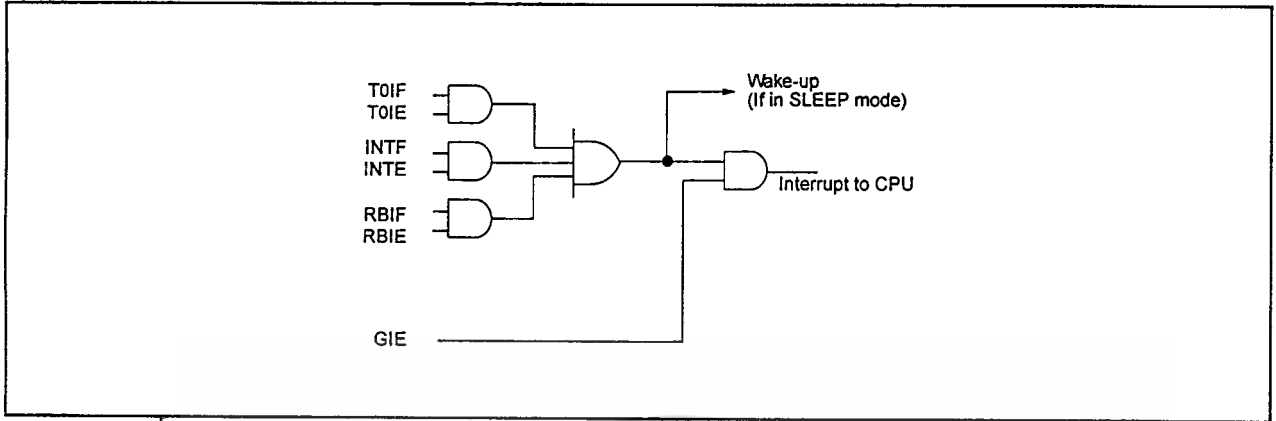 T0IF
T0IE
INTF
INTE
RBIF
RBIE
GIE
Wake-up
(If in SLEEP mode)
Interrupt to CPU